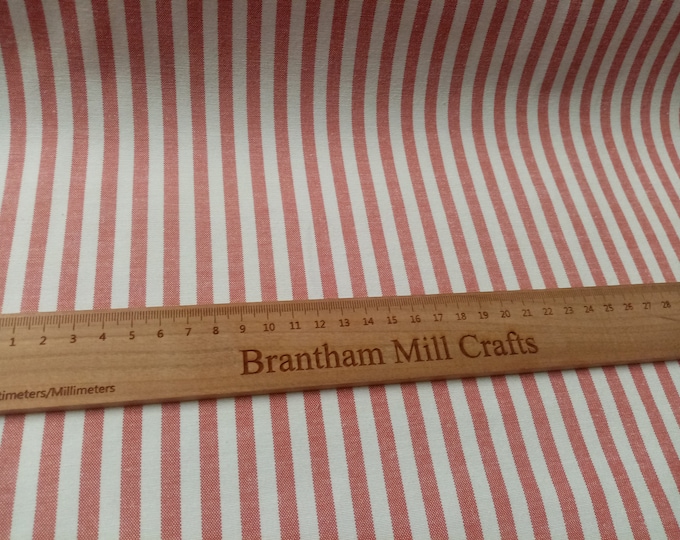 1 2 3 4 5 6 7 8 9 10 11 12 13 14 15 16 17 18 19 20 21 22 23 24 25 26 27 28
Brantham Mill Crafts
timeters/Millimeters